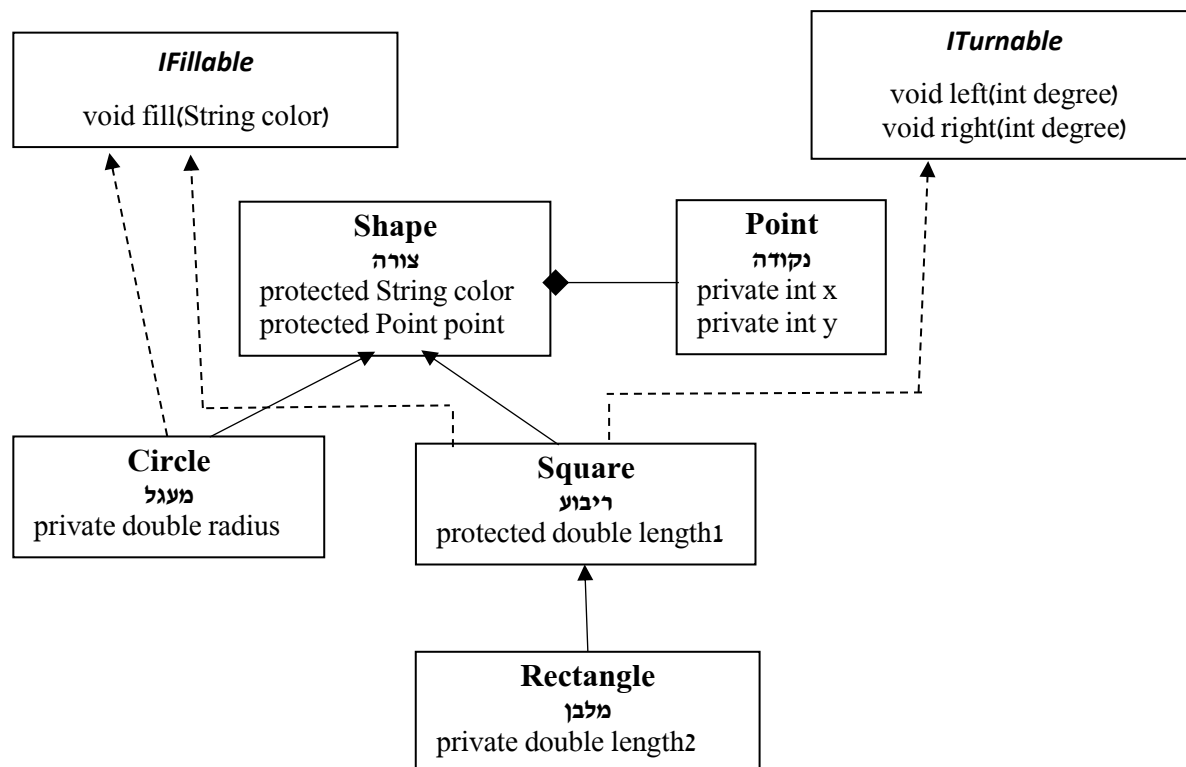 IFillable
void fill(String color)
ITurnable
void left(int degree)
void right(int degree)
Shape
צורה
protected String color
protected Point point
Point
נקודה
private int x
private int y
Circle
מעגל
private double radius
Square
ריבוע
protected double length1
Rectangle
מלבן
private double length2